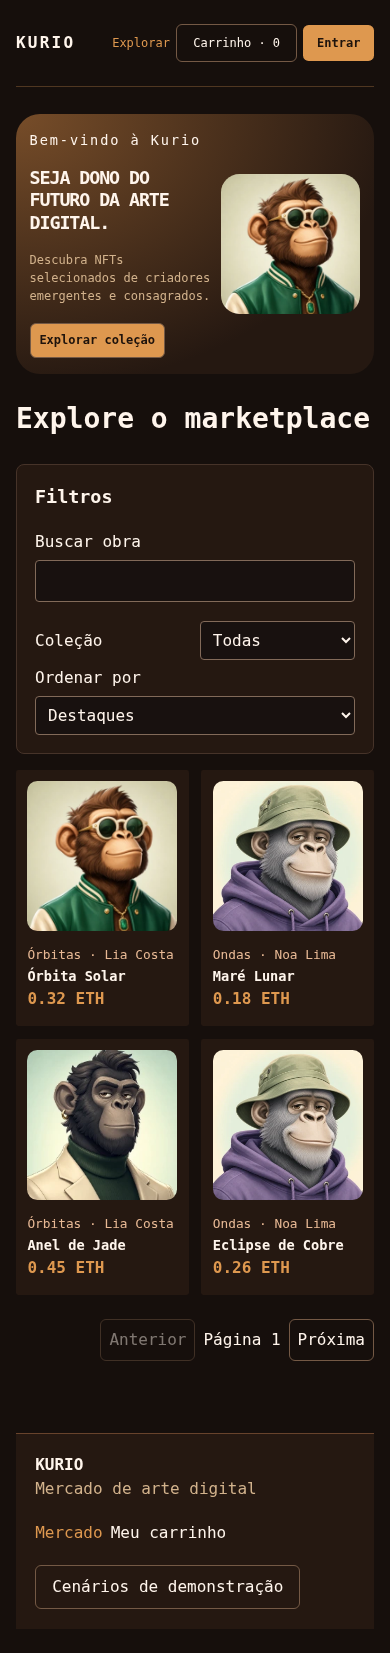 KURIO
Explorar
Carrinho · 0
Entrar
Bem-vindo à Kurio
SEJA DONO DO
FUTURO DA ARTE
DIGITAL.
Descubra NFTs
selecionados de criadores
emergentes e consagrados.
Explorar coleção
Explore o marketplace
Filtros
Buscar obra
Coleção
Todas
Ordenar por
Destaques
Órbitas · Lia Costa
Órbita Solar
0.32 ETH
Ondas · Noa Lima
Maré Lunar
0.18 ETH
Órbitas · Lia Costa
Anel de Jade
0.45 ETH
Ondas · Noa Lima
Eclipse de Cobre
0.26 ETH
Anterior
Página 1
Próxima
KURIO
Mercado de arte digital
Mercado Meu carrinho
Cenários de demonstração